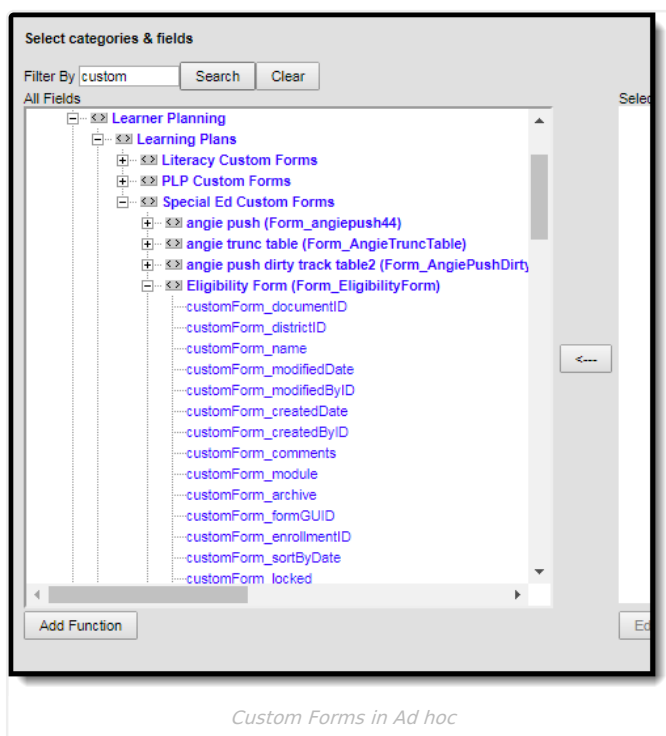 Select categories & fields
Filter By custom Search Clear
All Fields Selec
Learner Planning
Learning Plans
Literacy Custom Forms
PLP Custom Forms
Special Ed Custom Forms
angie push (Form_angiepush44)
angie trunc table (Form_AngieTruncTable)
angie push dirty track table2 (Form_AngiePushDirty
Eligibility Form (Form_EligibilityForm)
customForm_documentID
customForm_districtID
customForm_name
customForm_modifiedDate
<---
customForm_modifiedByID
customForm_createdDate
customForm_createdByID
customForm_comments
customForm_module
customForm_archive
customForm_formGUID
customForm_enrollmentID
customForm_sortByDate
customForm_locked
Add Function Ed
Custom Forms in Ad hoc